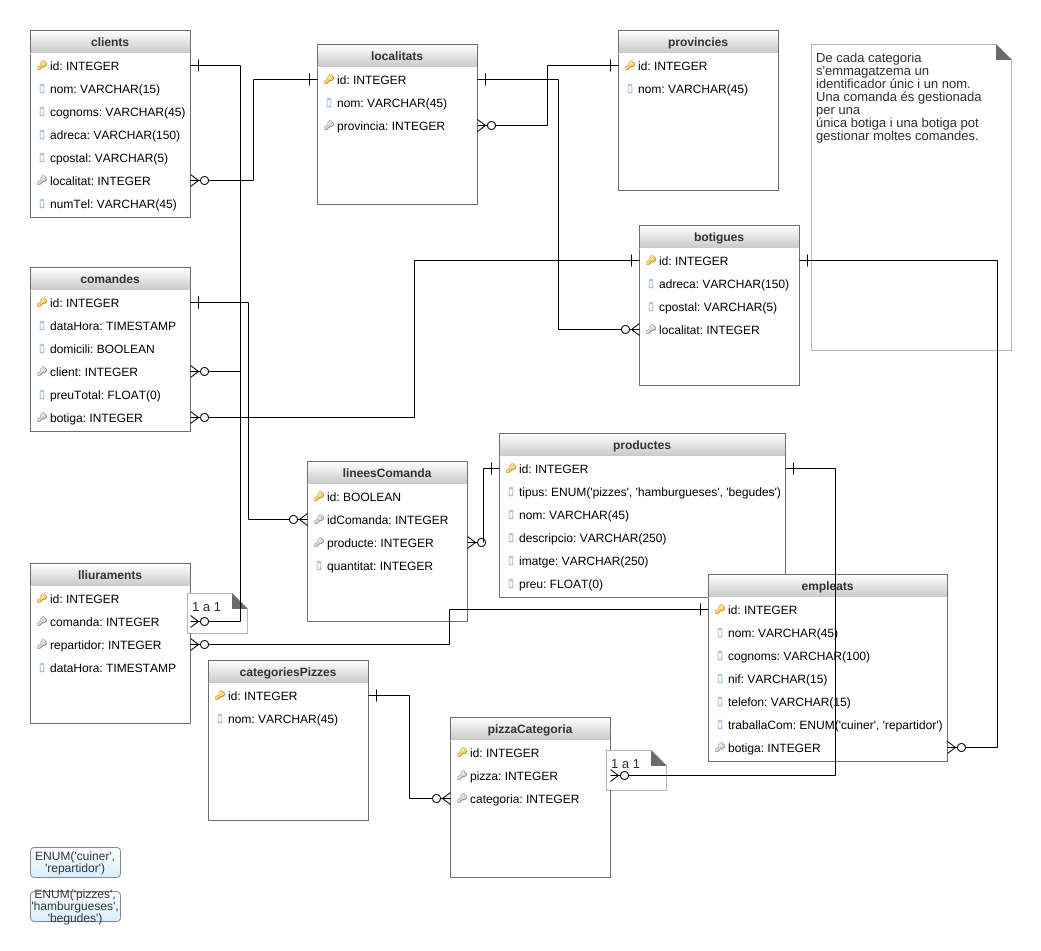 clients
id: INTEGER
nom: VARCHAR(15)
cognoms: VARCHAR(45)
adreca: VARCHAR(150)
cpostal: VARCHAR(5)
localitat: INTEGER
numTel: VARCHAR(45)
localitats
id: INTEGER
nom: VARCHAR(45)
provincia: INTEGER
provincies
id: INTEGER
nom: VARCHAR(45)
De cada categoria
s'emmagatzema un
identificador únic i un nom.
Una comanda és gestionada
per una
única botiga i una botiga pot
gestionar moltes comandes.
botigues
id: INTEGER
adreca: VARCHAR(150)
cpostal: VARCHAR(5)
localitat: INTEGER
comandes
id: INTEGER
dataHora: TIMESTAMP
domicili: BOOLEAN
client: INTEGER
preuTotal: FLOAT(0)
botiga: INTEGER
lineesComanda
id: BOOLEAN
idComanda: INTEGER
producte: INTEGER
quantitat: INTEGER
productes
id: INTEGER
tipus: ENUM('pizzes', 'hamburgueses', 'begudes')
nom: VARCHAR(45)
descripcio: VARCHAR(250)
imatge: VARCHAR(250)
preu: FLOAT(0)
lliuraments
id: INTEGER
comanda: INTEGER
repartidor: INTEGER
dataHora: TIMESTAMP
1 a 1
empleats
id: INTEGER
nom: VARCHAR(45)
cognoms: VARCHAR(100)
nif: VARCHAR(15)
telefon: VARCHAR(15)
traballaCom: ENUM('cuiner', 'repartidor')
botiga: INTEGER
categoriesPizzes
id: INTEGER
nom: VARCHAR(45)
pizzaCategoria
id: INTEGER
pizza: INTEGER
categoria: INTEGER
1 a 1
ENUM('cuiner',
'repartidor')
ENUM('pizzes',
'hamburgueses',
'begudes')